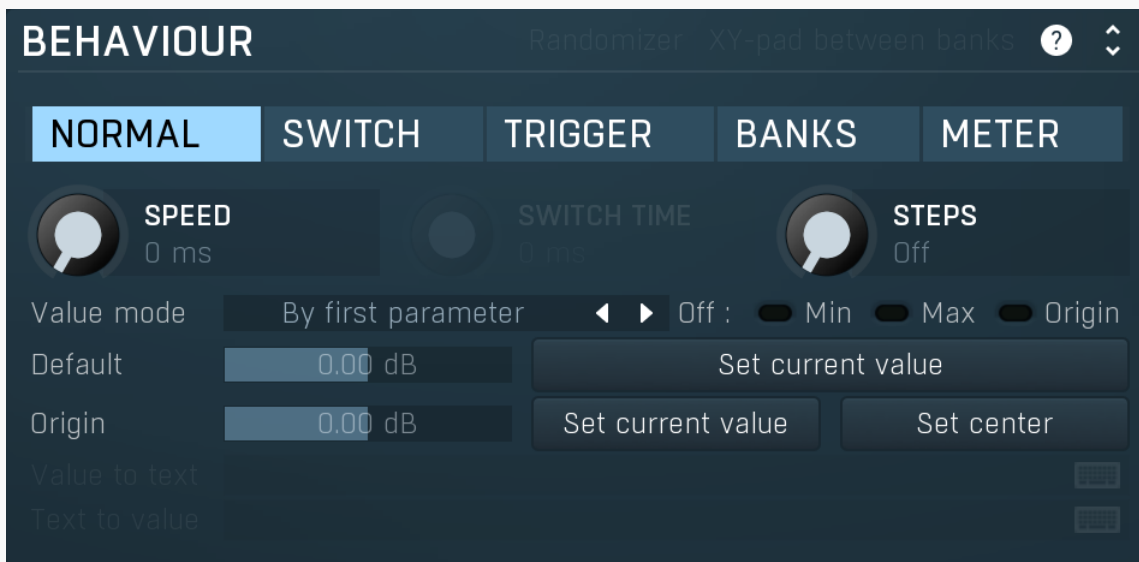 BEHAVIOUR Randomizer XY-pad between banks ?
NORMAL SWITCH TRIGGER BANKS METER
SPEED SWITCH TIME STEPS
0 ms 0 ms Off
Value mode By first parameter Off : Min Max Origin
Default 0.00 dB Set current value
Origin 0.00 dB Set current value Set center
Value to text
Text to value